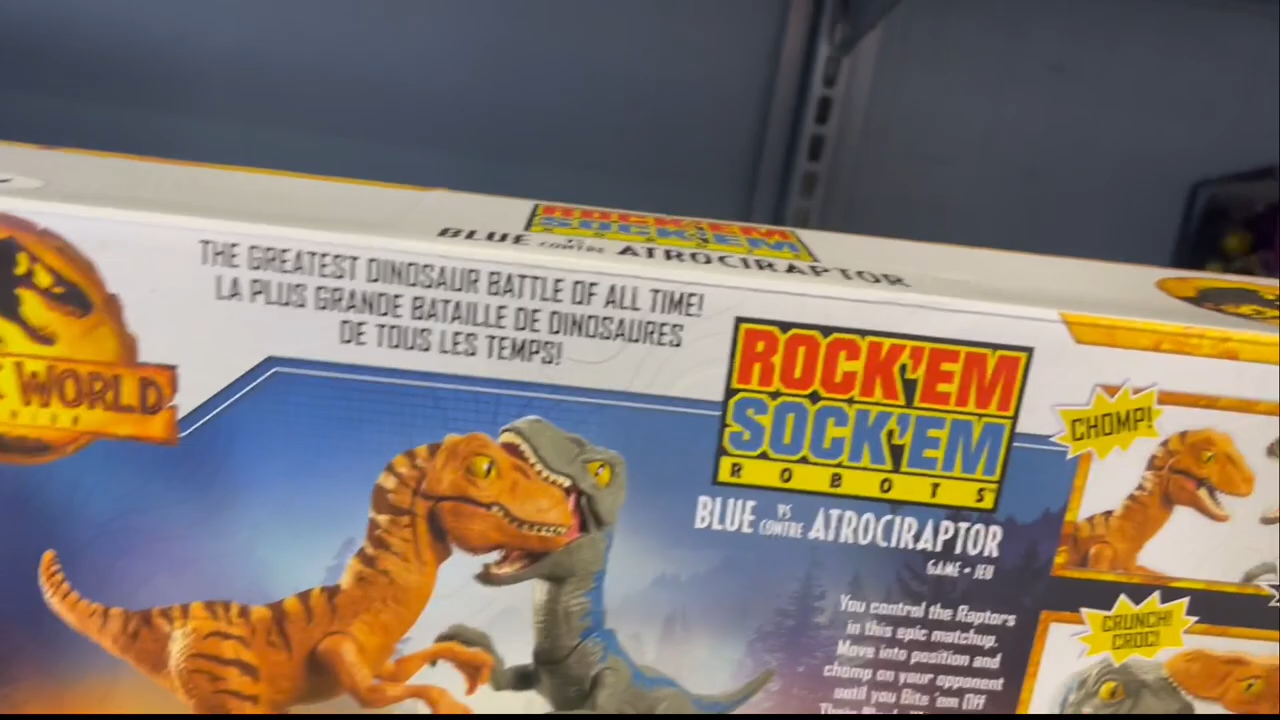 ROCK'EM
SOCK'EM
BLUE VS CONTRE ATROCIRAPTOR
THE GREATEST DINOSAUR BATTLE OF ALL TIME!
LA PLUS GRANDE BATAILLE DE DINOSAURES
DE TOUS LES TEMPS!
WORLD
ROCK'EM
SOCK'EM
ROBOTS
BLUE VS CONTRE ATROCIRAPTOR
GAME • JEU
You control the Raptors
in this epic matchup.
Move into position and
chomp on your opponent
until you Bite 'em Off
CHOMP!
CRUNCH!
CROC!